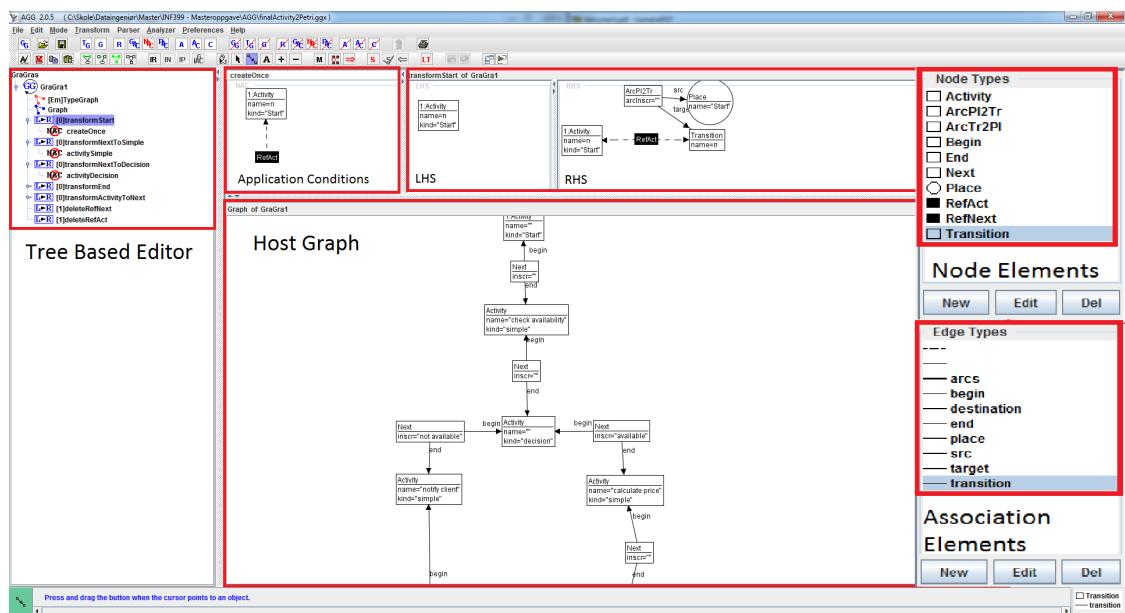 AGG 2.0.5 (C:\Skole\Dataingeniør\Master\INF399 - Masteroppgave\AGG\finalActivity2Petri.ggx )
File Edit Mode Transform Parser Analyzer Preferences Help
GraGras
GraGra1
[Em]TypeGraph
Graph
[0]transformStart
createOnce
[0]transformNextToSimple
activitySimple
[0]transformNextToDecision
activityDecision
[0]transformEnd
[0]transformActivityToNext
[1]deleteRefNext
[1]deleteRefAct
Tree Based Editor
createOnce
NAC
1:Activity
name=n
kind="Start"
RefAct
Application Conditions
transformStart of GraGra1
LHS
1:Activity
name=n
kind="Start"
LHS
RHS
ArcPl2Tr
arcInscr=""
src
Place
name="Start"
targ
1:Activity
name=n
kind="Start"
RefAct
Transition
name=n
RHS
Graph of GraGra1
Host Graph
1:Activity
name=""
kind="Start"
begin
Next
inscr=""
end
Activity
name="check availability"
kind="simple"
begin
Next
inscr=""
end
Next
inscr="not available"
begin
Activity
name=""
kind="decision"
begin
Next
inscr="available"
end
end
Activity
name="notify client"
kind="simple"
Activity
name="calculate price"
kind="simple"
begin
Next
inscr=""
begin
end
Node Types
Activity
ArcPl2Tr
ArcTr2Pl
Begin
End
Next
Place
RefAct
RefNext
Transition
Node Elements
New Edit Del
Edge Types
arcs
begin
destination
end
place
src
target
transition
Association
Elements
New Edit Del
Press and drag the button when the cursor points to an object.
Transition
transition